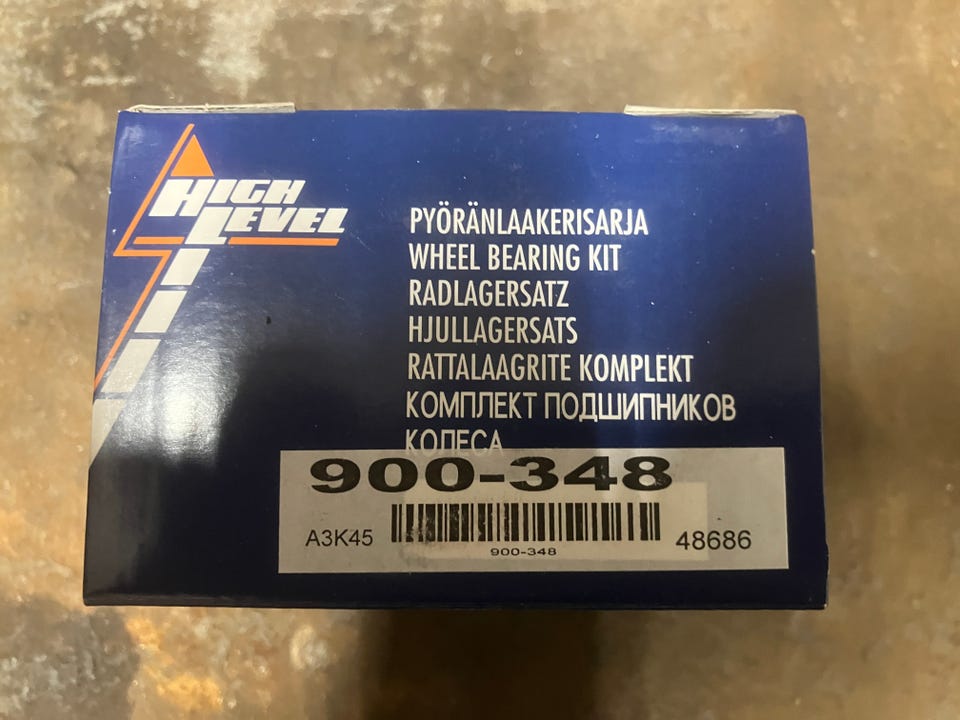 HIGH
LEVEL
PYÖRÄNLAAKERISARJA
WHEEL BEARING KIT
RADLAGERSATZ
HJULLAGERSATS
RATTALAAGRITE KOMPLEKT
КОМПЛЕКТ ПОДШИПНИКОВ
КОЛЕСА
900-348
A3K45
900-348
48686